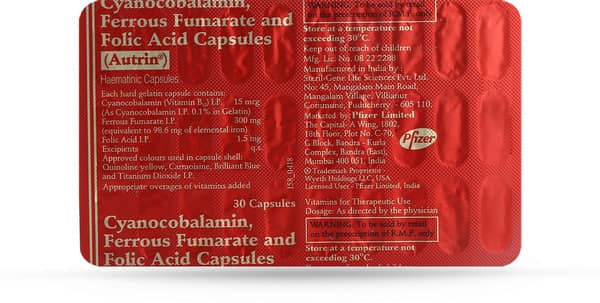 Cyanocobalamin,
Ferrous Fumarate and
Folic Acid Capsules
(Autrin®)
Haematinic Capsules
Each hard gelatin capsule contains:
Cyanocobalamin (Vitamin B12) I.P. 15 mcg
(As Cyanocobalamin I.P. 0.1% in Gelatin)
Ferrous Fumarate I.P. 300 mg
(equivalent to 98.6 mg of elemental iron)
Folic Acid I.P. 1.5 mg
Excipients q.s.
Approved colours used in capsule shell:
Quinoline yellow, Carmoisine, Brilliant Blue
and Titanium Dioxide I.P.
Appropriate overages of vitamins added
30 Capsules
Cyanocobalamin,
Ferrous Fumarate and
Folic Acid Capsules
158_0418
WARNING: To be sold by retail
on the prescription of R.M.P. only
Store at a temperature not
exceeding 30°C.
Keep out of reach of children
Mfg. Lic. No. 08 22 2288
Manufactured in India by :
Steril-Gene Life Sciences Pvt. Ltd.
No: 45, Mangalam Main Road,
Mangalam Village, Villianur
Commune, Puducherry - 605 110.
Marketed by: Pfizer Limited
The Capital- A Wing, 1802,
18th Floor, Plot No. C-70,
G Block, Bandra - Kurla
Complex, Bandra (East),
Mumbai 400 051, India
® Trademark Proprietor -
Wyeth Holdings LLC, USA
Licensed User - Pfizer Limited, India
Pfizer
Vitamins for Therapeutic Use
Dosage: As directed by the physician
WARNING: To be sold by retail
on the prescription of R.M.P. only
Store at a temperature not
exceeding 30°C.